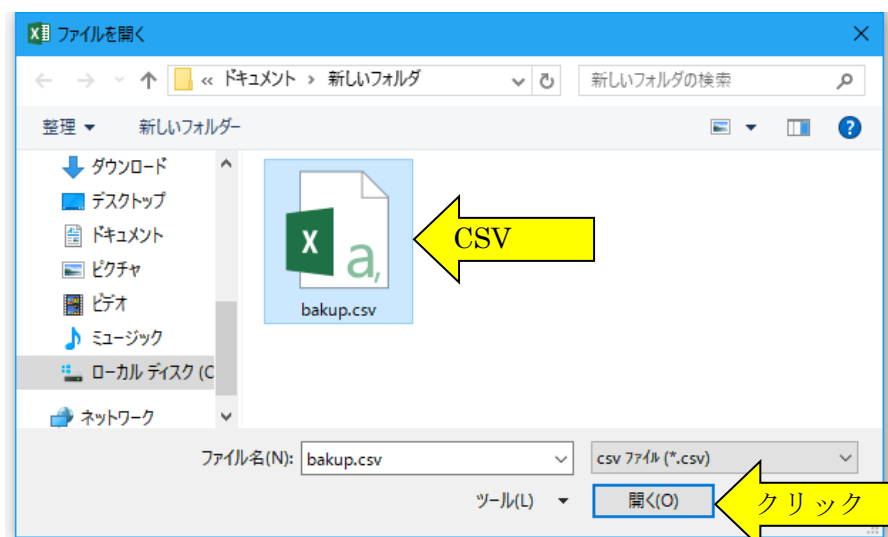 ファイルを開く
« ドキュメント › 新しいフォルダ
新しいフォルダの検索
整理
新しいフォルダー
ダウンロード
デスクトップ
ドキュメント
ピクチャ
ビデオ
ミュージック
ローカル ディスク (C
ネットワーク
bakup.csv
CSV
ファイル名(N):
bakup.csv
csv ファイル (*.csv)
ツール(L)
開く(O)
クリック